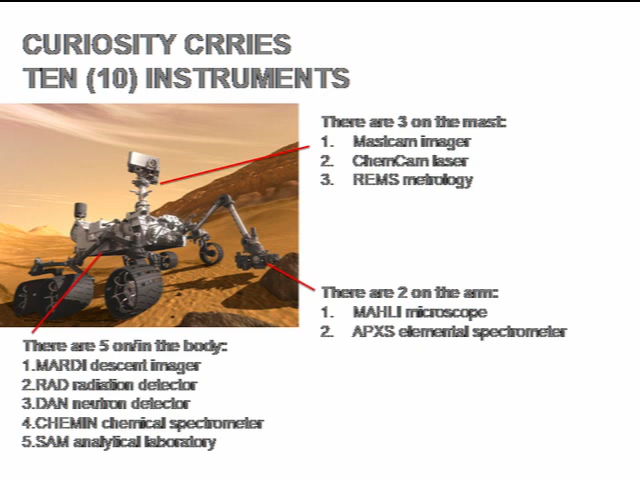 CURIOSITY CRRIES
TEN (10) INSTRUMENTS
There are 3 on the mast:
1. Mastcam imager
2. ChemCam laser
3. REMS metrology
There are 2 on the arm:
1. MAHLI microscope
2. APXS elemental spectrometer
There are 5 on/in the body:
1.MARDI descent imager
2.RAD radiation detector
3.DAN neutron detector
4.CHEMIN chemical spectrometer
5.SAM analytical laboratory